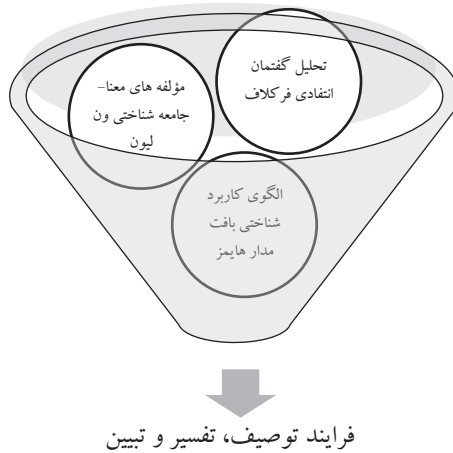 تحلیل گفتمان
انتقادی فرکلاف
مؤلفه های معنا-
جامعه شناختی ون
لیون
الگوی کاربرد
شناختی بافت
مدار هایمز
فرایند توصیف، تفسیر و تبیین